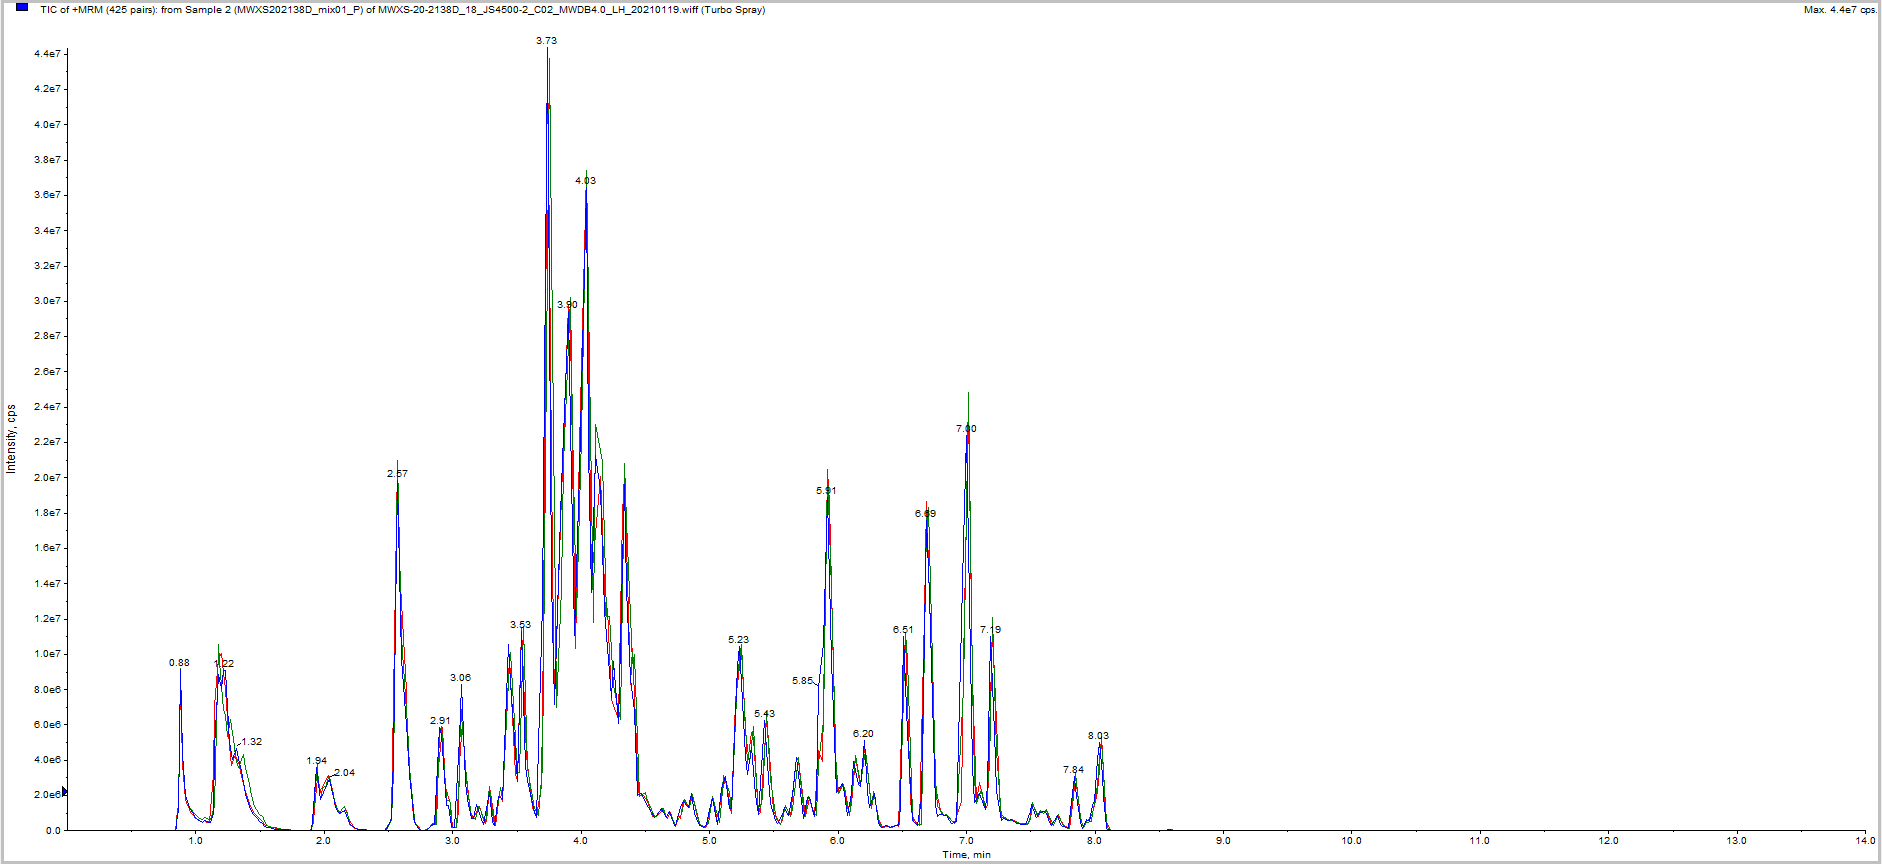 TIC of +MRM (425 pairs): from Sample 2 (MWXS202138D_mix01_P) of MWXS-20-2138D_18_JS4500-2_C02_MWDB4.0_LH_20210119.wiff (Turbo Spray)
Max. 4.4e7 cps.
3.73
4.4e7
4.2e7
4.0e7
3.8e7
4.03
3.6e7
3.4e7
3.2e7
3.0e7
3.90
2.8e7
2.6e7
2.4e7
7.00
2.2e7
2.57
2.0e7
5.91
1.8e7
6.69
1.6e7
1.4e7
1.2e7
3.53
6.51
7.19
5.23
1.0e7
0.88
1.22
3.06
5.85
8.0e6
5.43
2.91
6.0e6
6.20
8.03
1.32
4.0e6
1.94
2.04
7.84
2.0e6
0.0
Intensity, cps
1.0
2.0
3.0
4.0
5.0
6.0
7.0
8.0
9.0
10.0
11.0
12.0
13.0
14.0
Time, min